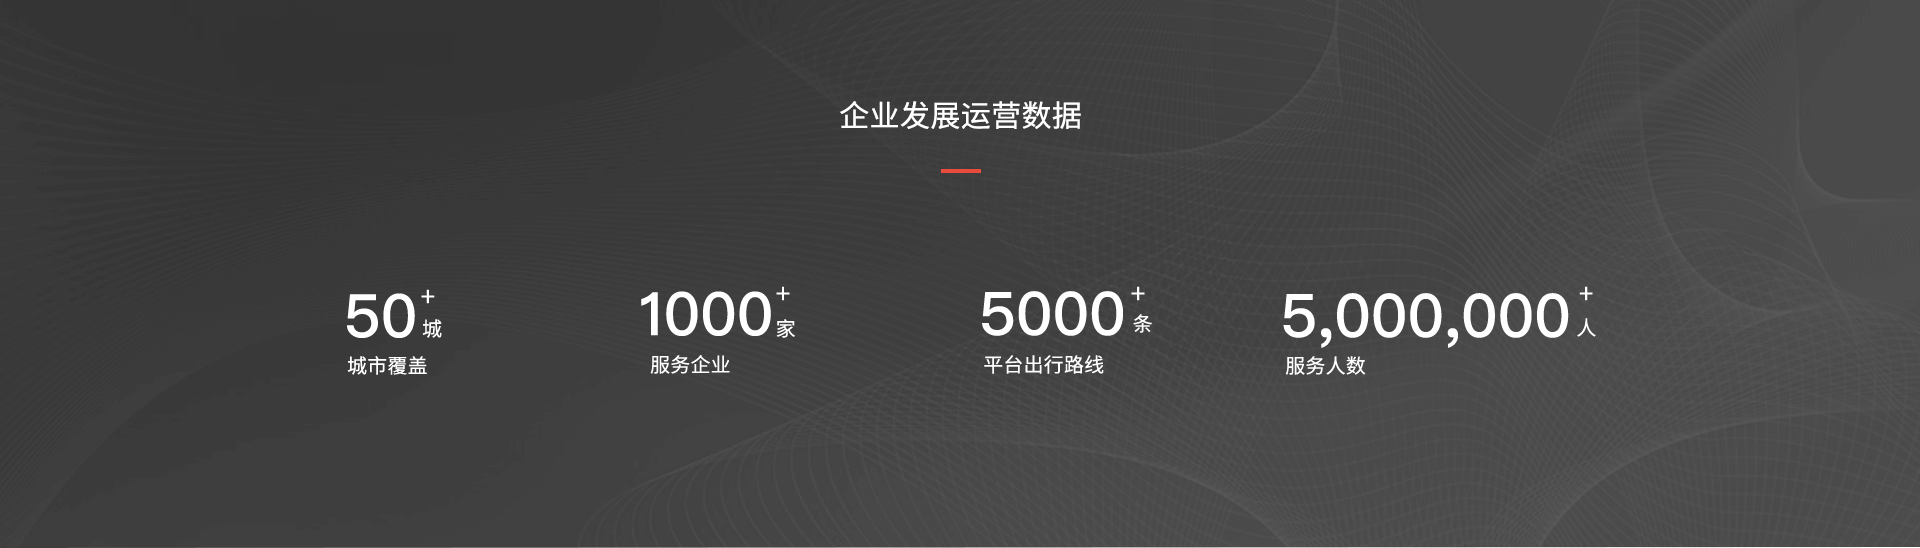 企业发展运营数据
50+城
城市覆盖
1000+家
服务企业
5000+条
平台出行路线
5,000,000+人
服务人数